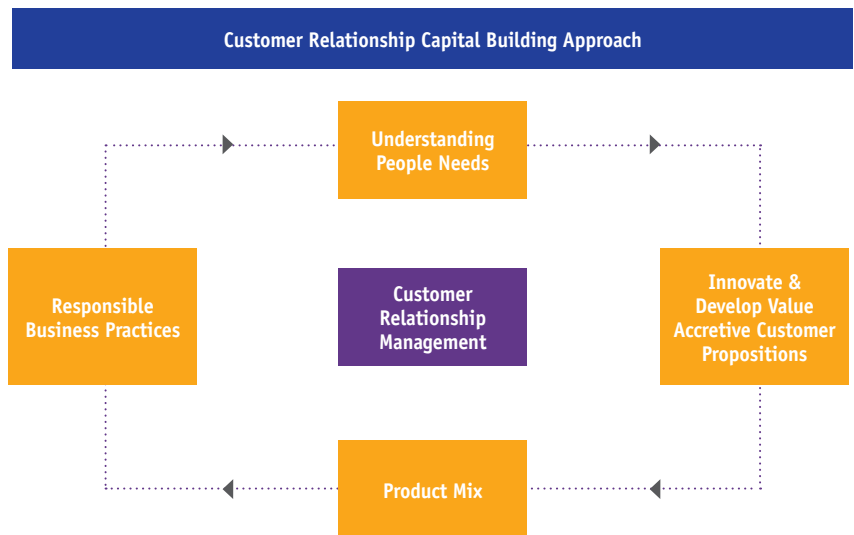 Customer Relationship Capital Building Approach
Understanding
People Needs
Responsible
Business Practices
Customer
Relationship
Management
Innovate &
Develop Value
Accretive Customer
Propositions
Product Mix